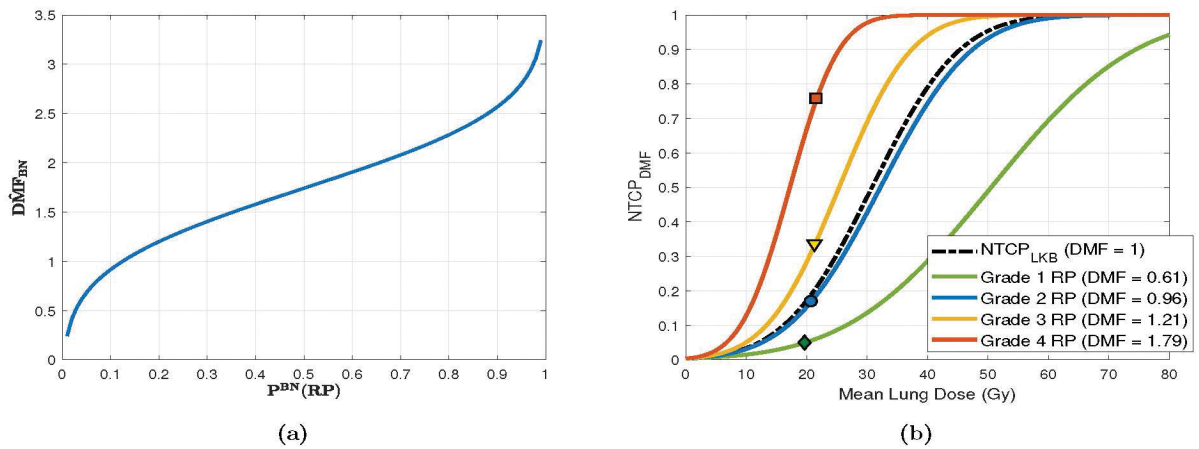 3.5
3
2.5
2
1.5
1
0.5
0
0 0.1 0.2 0.3 0.4 0.5 0.6 0.7 0.8 0.9 1
DM̂F_BN
P^BN(RP)
(a)
1
0.9
0.8
0.7
0.6
0.5
0.4
0.3
0.2
0.1
0
0 10 20 30 40 50 60 70 80
NTCP_DMF
Mean Lung Dose (Gy)
NTCP_LKB (DMF = 1)
Grade 1 RP (DMF = 0.61)
Grade 2 RP (DMF = 0.96)
Grade 3 RP (DMF = 1.21)
Grade 4 RP (DMF = 1.79)
(b)